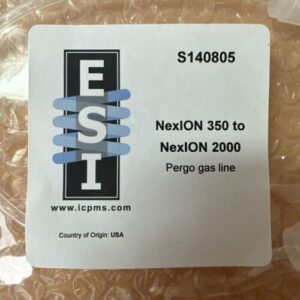 S140805
ESI
NexION 350 to
NexION 2000
Pergo gas line
www.icpms.com
Country of Origin: USA